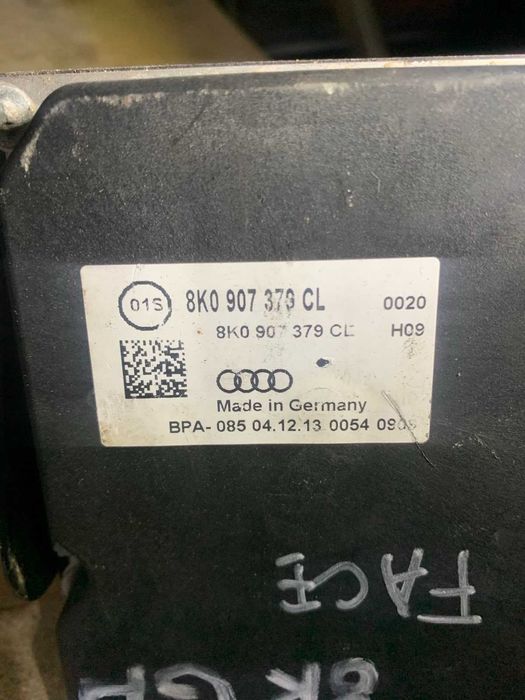 01S 8K0 907 379 CL 0020
8K0 907 379 CL H09
Made in Germany
BPA- 085 04.12.13 0054
FACE